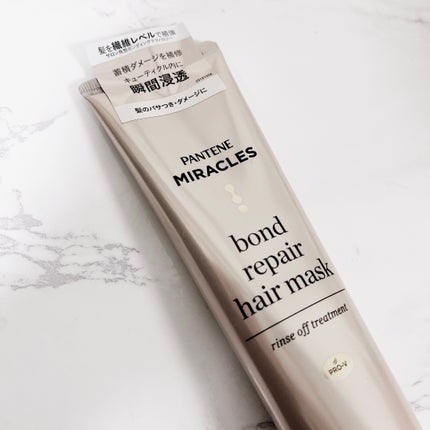 髪を繊維レベルで補強
蓄積ダメージを補修
キューティクル内に
瞬間浸透
髪のパサつき・ダメージに
PANTENE
MIRACLES
bond
repair
hair mask
rinse off treatment
PRO-V